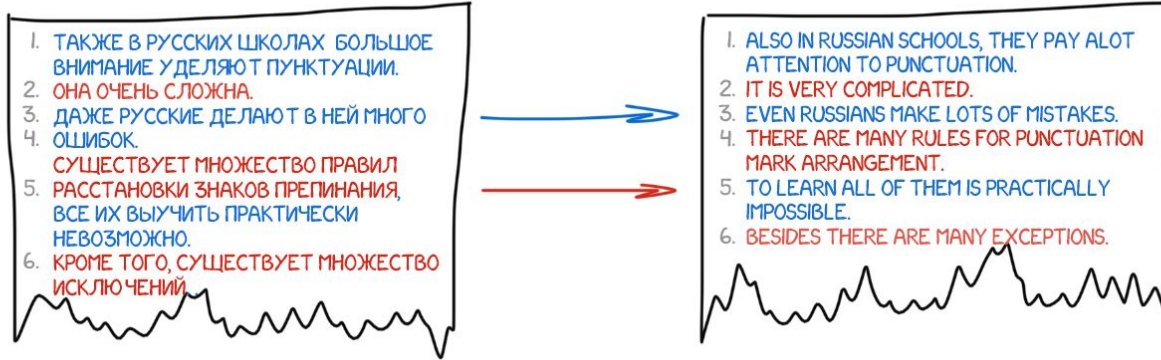 1. ТАКЖЕ В РУССКИХ ШКОЛАХ БОЛЬШОЕ
ВНИМАНИЕ УДЕЛЯЮТ ПУНКТУАЦИИ.
2. ОНА ОЧЕНЬ СЛОЖНА.
3. ДАЖЕ РУССКИЕ ДЕЛАЮТ В НЕЙ МНОГО
4. ОШИБОК.
СУЩЕСТВУЕТ МНОЖЕСТВО ПРАВИЛ
5. РАССТАНОВКИ ЗНАКОВ ПРЕПИНАНИЯ,
ВСЕ ИХ ВЫУЧИТЬ ПРАКТИЧЕСКИ
НЕВОЗМОЖНО.
6. КРОМЕ ТОГО, СУЩЕСТВУЕТ МНОЖЕСТВО
ИСКЛЮЧЕНИЙ.
1. ALSO IN RUSSIAN SCHOOLS, THEY PAY ALOT
ATTENTION TO PUNCTUATION.
2. IT IS VERY COMPLICATED.
3. EVEN RUSSIANS MAKE LOTS OF MISTAKES.
4. THERE ARE MANY RULES FOR PUNCTUATION
MARK ARRANGEMENT.
5. TO LEARN ALL OF THEM IS PRACTICALLY
IMPOSSIBLE.
6. BESIDES THERE ARE MANY EXCEPTIONS.